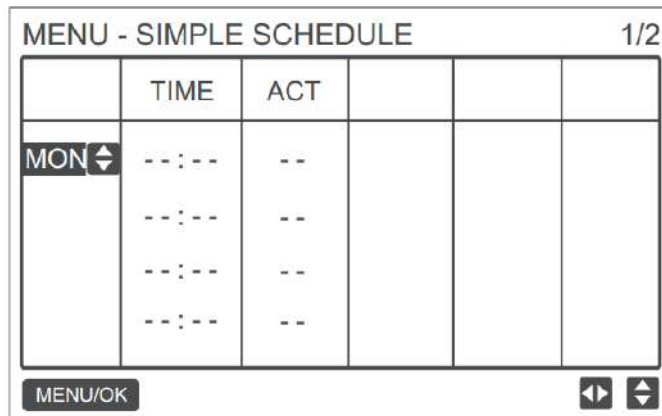 MENU - SIMPLE SCHEDULE 1/2
TIME ACT
MON --:-- --
--:-- --
--:-- --
--:-- --
MENU/OK